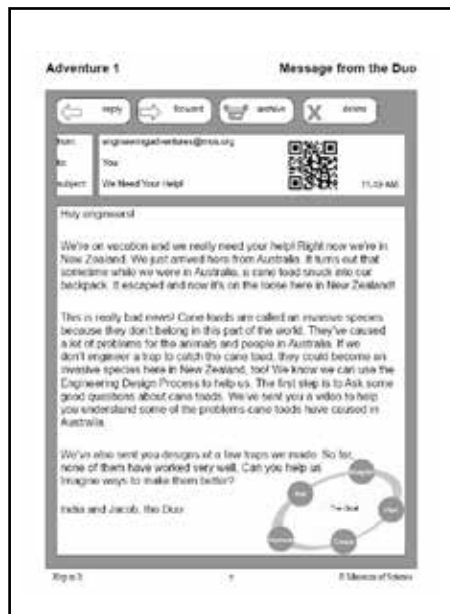 Adventure 1 Message from the Duo
reply forward archive delete
from: engineeringadventures@mos.org
to: You
subject: We Need Your Help! 11:49 AM
Hey engineers!
We're on vacation and we really need your help! Right now we're in
New Zealand. We just arrived here from Australia. It turns out that
sometime while we were in Australia, a cane toad snuck into our
backpack. It escaped and now it's on the loose here in New Zealand!
This is really bad news! Cane toads are called an invasive species
because they don't belong in this part of the world. They've caused
a lot of problems for the animals and people in Australia. If we
don't engineer a trap to catch the cane toad, they could become an
invasive species here in New Zealand, too! We know we can use the
Engineering Design Process to help us. The first step is to Ask some
good questions about cane toads. We've sent you a video to help
you understand some of the problems cane toads have caused in
Australia.
We've also sent you designs of a few traps we made. So far,
none of them have worked very well. Can you help us
Imagine ways to make them better?
India and Jacob, the Duo
Ask
The Goal
Plan
Create
Improve
© Museum of Science